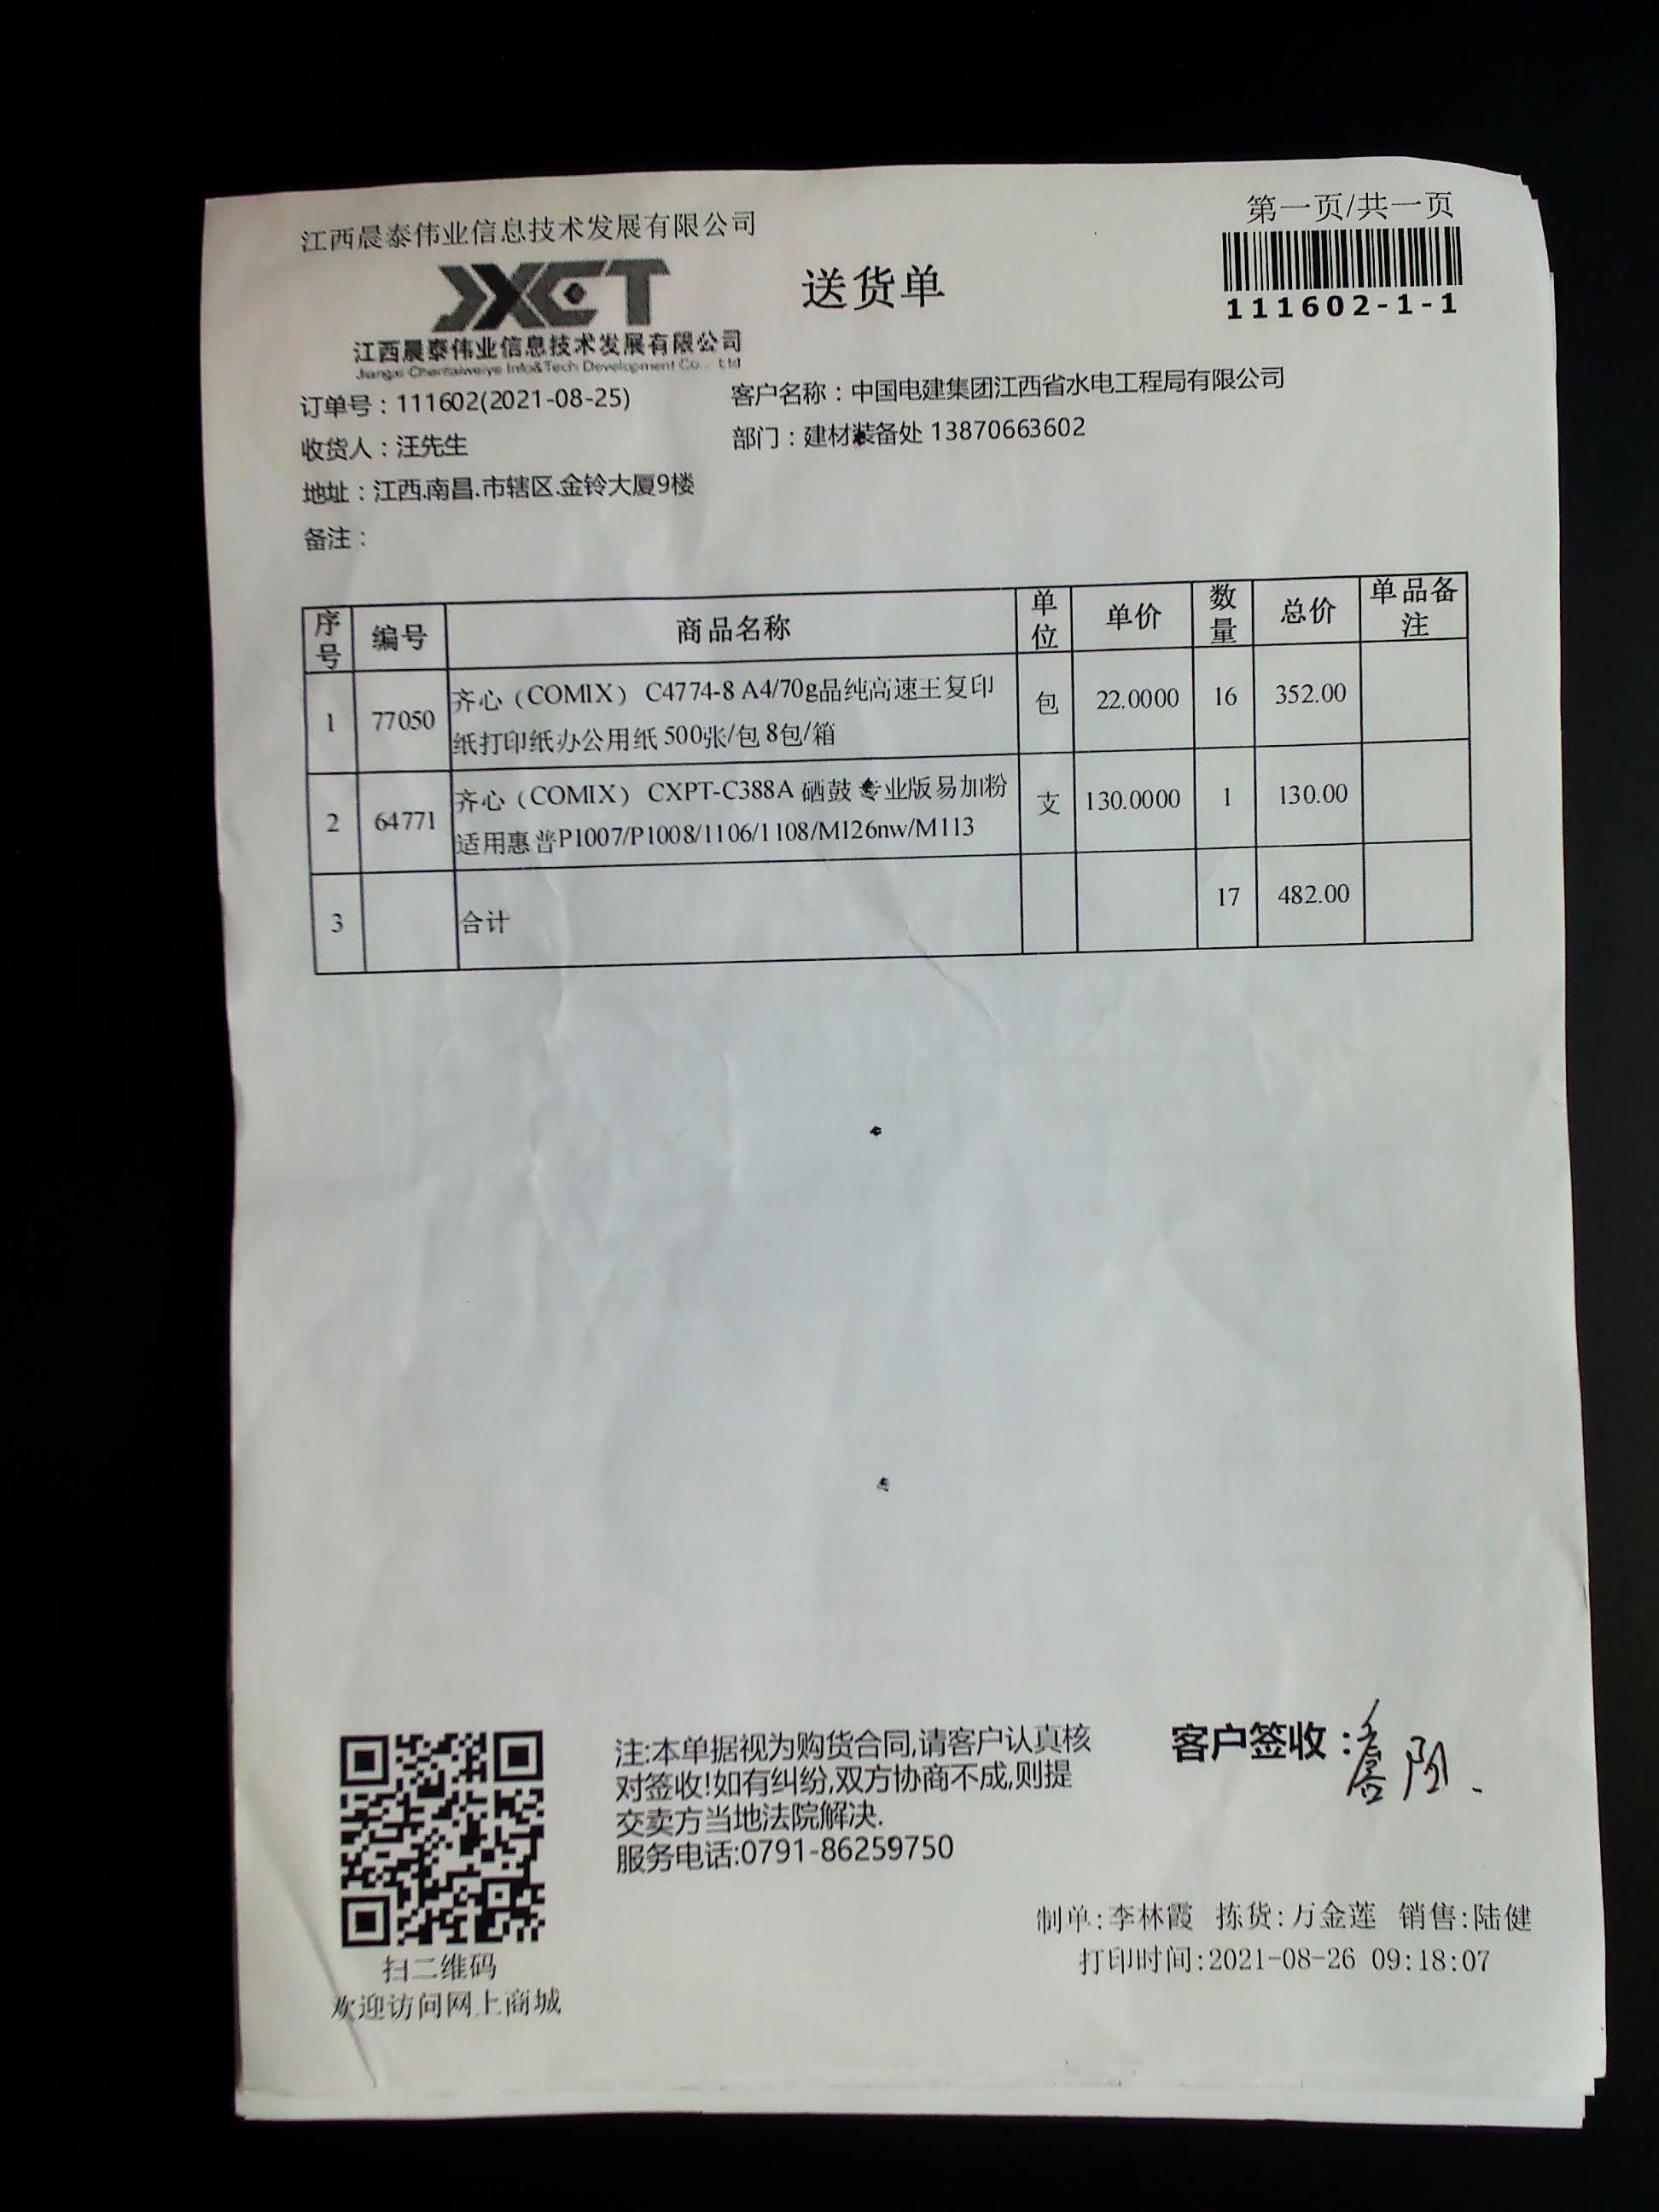 江西晨泰伟业信息技术发展有限公司
第一页/共一页
JXCT
送货单
111602-1-1
江西晨泰伟业信息技术发展有限公司
Jiangxi Chentaiweiye Info&Tech Development Co., Ltd
订单号：111602(2021-08-25)
客户名称：中国电建集团江西省水电工程局有限公司
收货人：汪先生
部门：建材装备处 13870663602
地址：江西.南昌.市辖区.金铃大厦9楼
备注：
序号 编号 商品名称 单位 单价 数量 总价 单品备注
1 77050 齐心（COMIX） C4774-8 A4/70g品纯高速王复印
纸打印纸办公用纸 500张/包 8包/箱 包 22.0000 16 352.00
2 64771 齐心（COMIX） CXPT-C388A 硒鼓 专业版易加粉
适用惠普P1007/P1008/1106/1108/M126nw/M113 支 130.0000 1 130.00
3 合计 17 482.00
注:本单据视为购货合同,请客户认真核
对签收!如有纠纷,双方协商不成,则提
交卖方当地法院解决.
服务电话:0791-86259750
客户签收：
制单:李林霞 拣货:万金莲 销售:陆健
打印时间:2021-08-26 09:18:07
扫二维码
欢迎访问网上商城